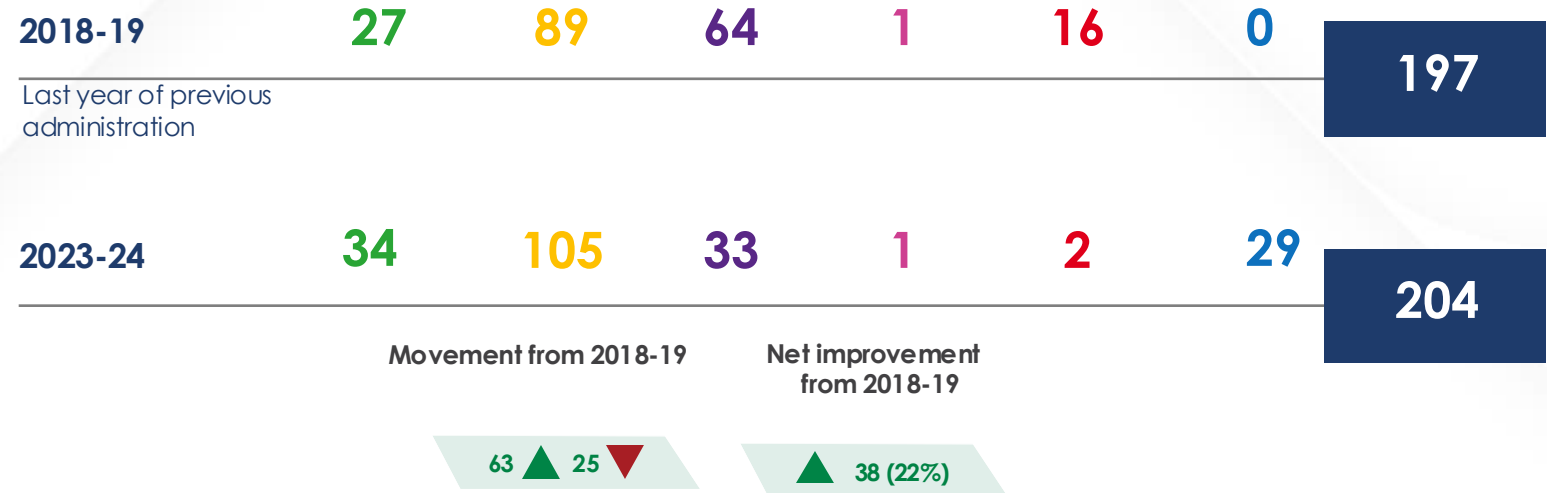 2018-19 27 89 64 1 16 0 197
Last year of previous
administration
2023-24 34 105 33 1 2 29 204
Movement from 2018-19
Net improvement
from 2018-19
63 25
38 (22%)